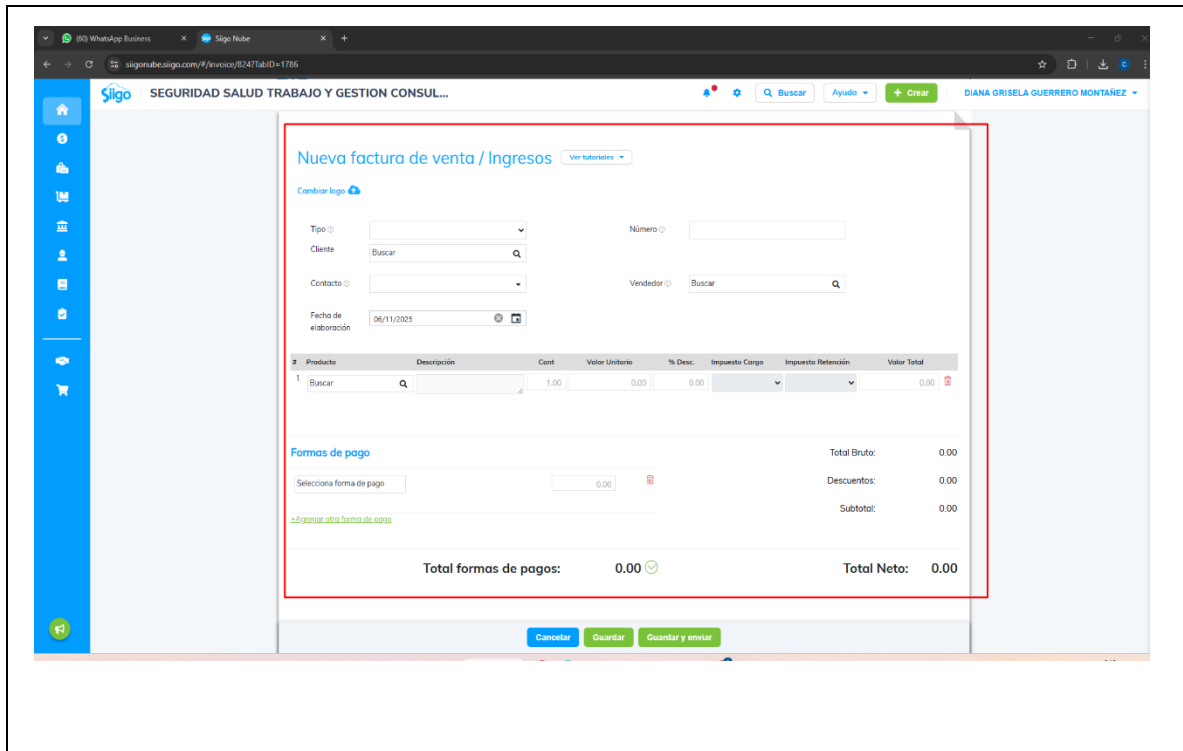 (60) WhatsApp Business × Siigo Nube × +
siigonube.siigo.com/#/invoice/824?TabID=1786
Siigo SEGURIDAD SALUD TRABAJO Y GESTION CONSUL... Buscar Ayuda + Crear DIANA GRISELA GUERRERO MONTAÑEZ
Nueva factura de venta / Ingresos Ver tutoriales
Cambiar logo
Tipo Número
Cliente Buscar
Contacto Vendedor Buscar
Fecha de elaboración 06/11/2025
# Producto Descripción Cant Valor Unitario % Desc. Impuesto Cargo Impuesto Retención Valor Total
1 Buscar 1.00 0.00 0.00 0.00
Formas de pago Total Bruto: 0.00
Selecciona forma de pago 0.00 Descuentos: 0.00
Subtotal: 0.00
+Agregar otra forma de pago
Total formas de pagos: 0.00 Total Neto: 0.00
Cancelar Guardar Guardar y enviar